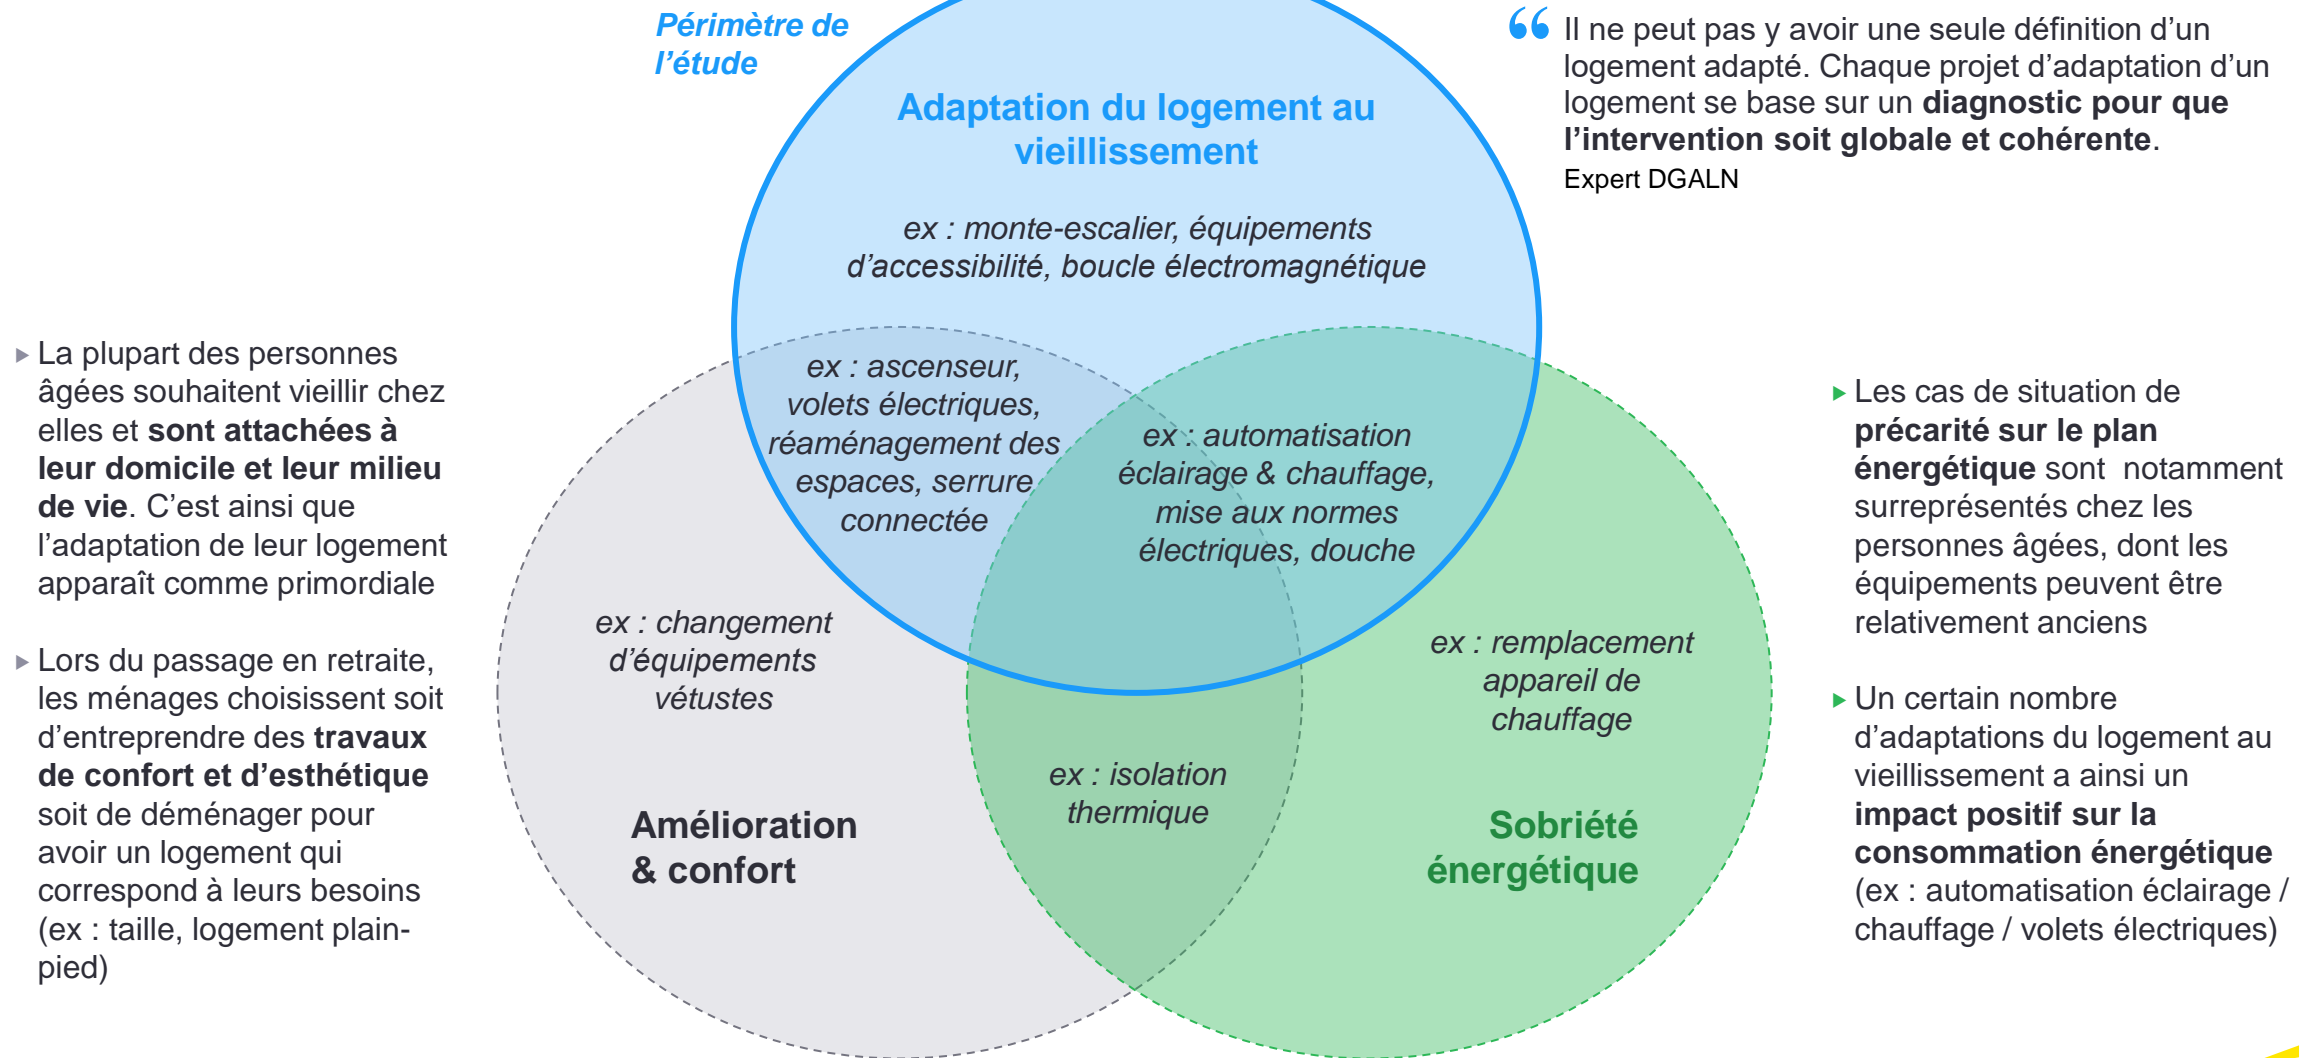 Périmètre de
l’étude
“ Il ne peut pas y avoir une seule définition d’un
logement adapté. Chaque projet d’adaptation d’un
logement se base sur un diagnostic pour que
l’intervention soit globale et cohérente.
Expert DGALN
Adaptation du logement au
vieillissement
ex : monte-escalier, équipements
d’accessibilité, boucle électromagnétique
▸ La plupart des personnes
âgées souhaitent vieillir chez
elles et sont attachées à
leur domicile et leur milieu
de vie. C’est ainsi que
l’adaptation de leur logement
apparaît comme primordiale
▸ Lors du passage en retraite,
les ménages choisissent soit
d’entreprendre des travaux
de confort et d’esthétique
soit de déménager pour
avoir un logement qui
correspond à leurs besoins
(ex : taille, logement plain-
pied)
ex : ascenseur,
volets électriques,
réaménagement des
espaces, serrure
connectée
ex : automatisation
éclairage & chauffage,
mise aux normes
électriques, douche
ex : changement
d’équipements
vétustes
ex : remplacement
appareil de
chauffage
ex : isolation
thermique
Amélioration
& confort
Sobriété
énergétique
▸ Les cas de situation de
précarité sur le plan
énergétique sont notamment
surreprésentés chez les
personnes âgées, dont les
équipements peuvent être
relativement anciens
▸ Un certain nombre
d’adaptations du logement au
vieillissement a ainsi un
impact positif sur la
consommation énergétique
(ex : automatisation éclairage /
chauffage / volets électriques)